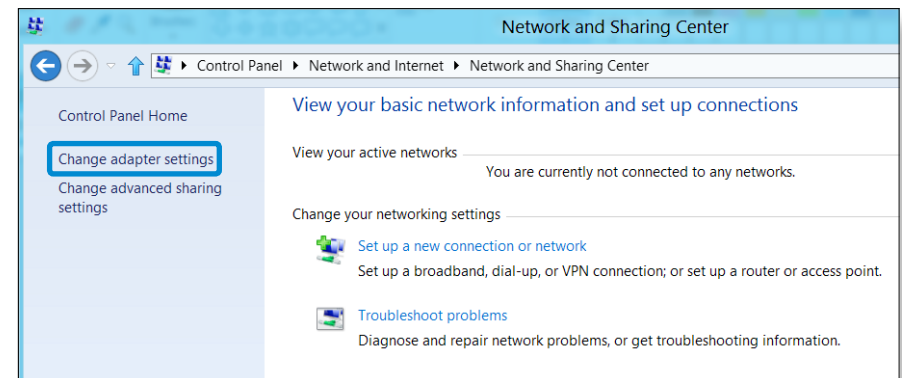 Network and Sharing Center
Control Panel Network and Internet Network and Sharing Center
Control Panel Home
Change adapter settings
Change advanced sharing
settings
View your basic network information and set up connections
View your active networks
You are currently not connected to any networks.
Change your networking settings
Set up a new connection or network
Set up a broadband, dial-up, or VPN connection; or set up a router or access point.
Troubleshoot problems
Diagnose and repair network problems, or get troubleshooting information.